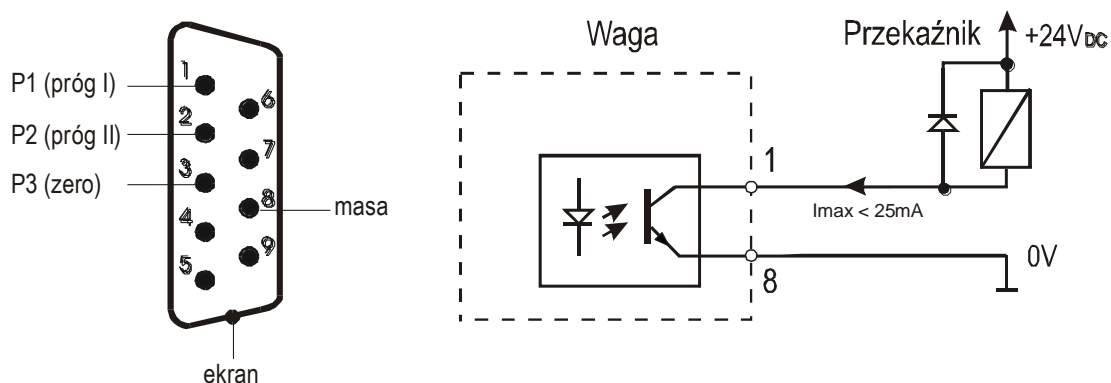 P1 (próg I)
P2 (próg II)
P3 (zero)
1
2
3
4
5
6
7
8
9
masa
ekran
Waga
Przekaźnik
+24VDC
1
Imax < 25mA
8
0V